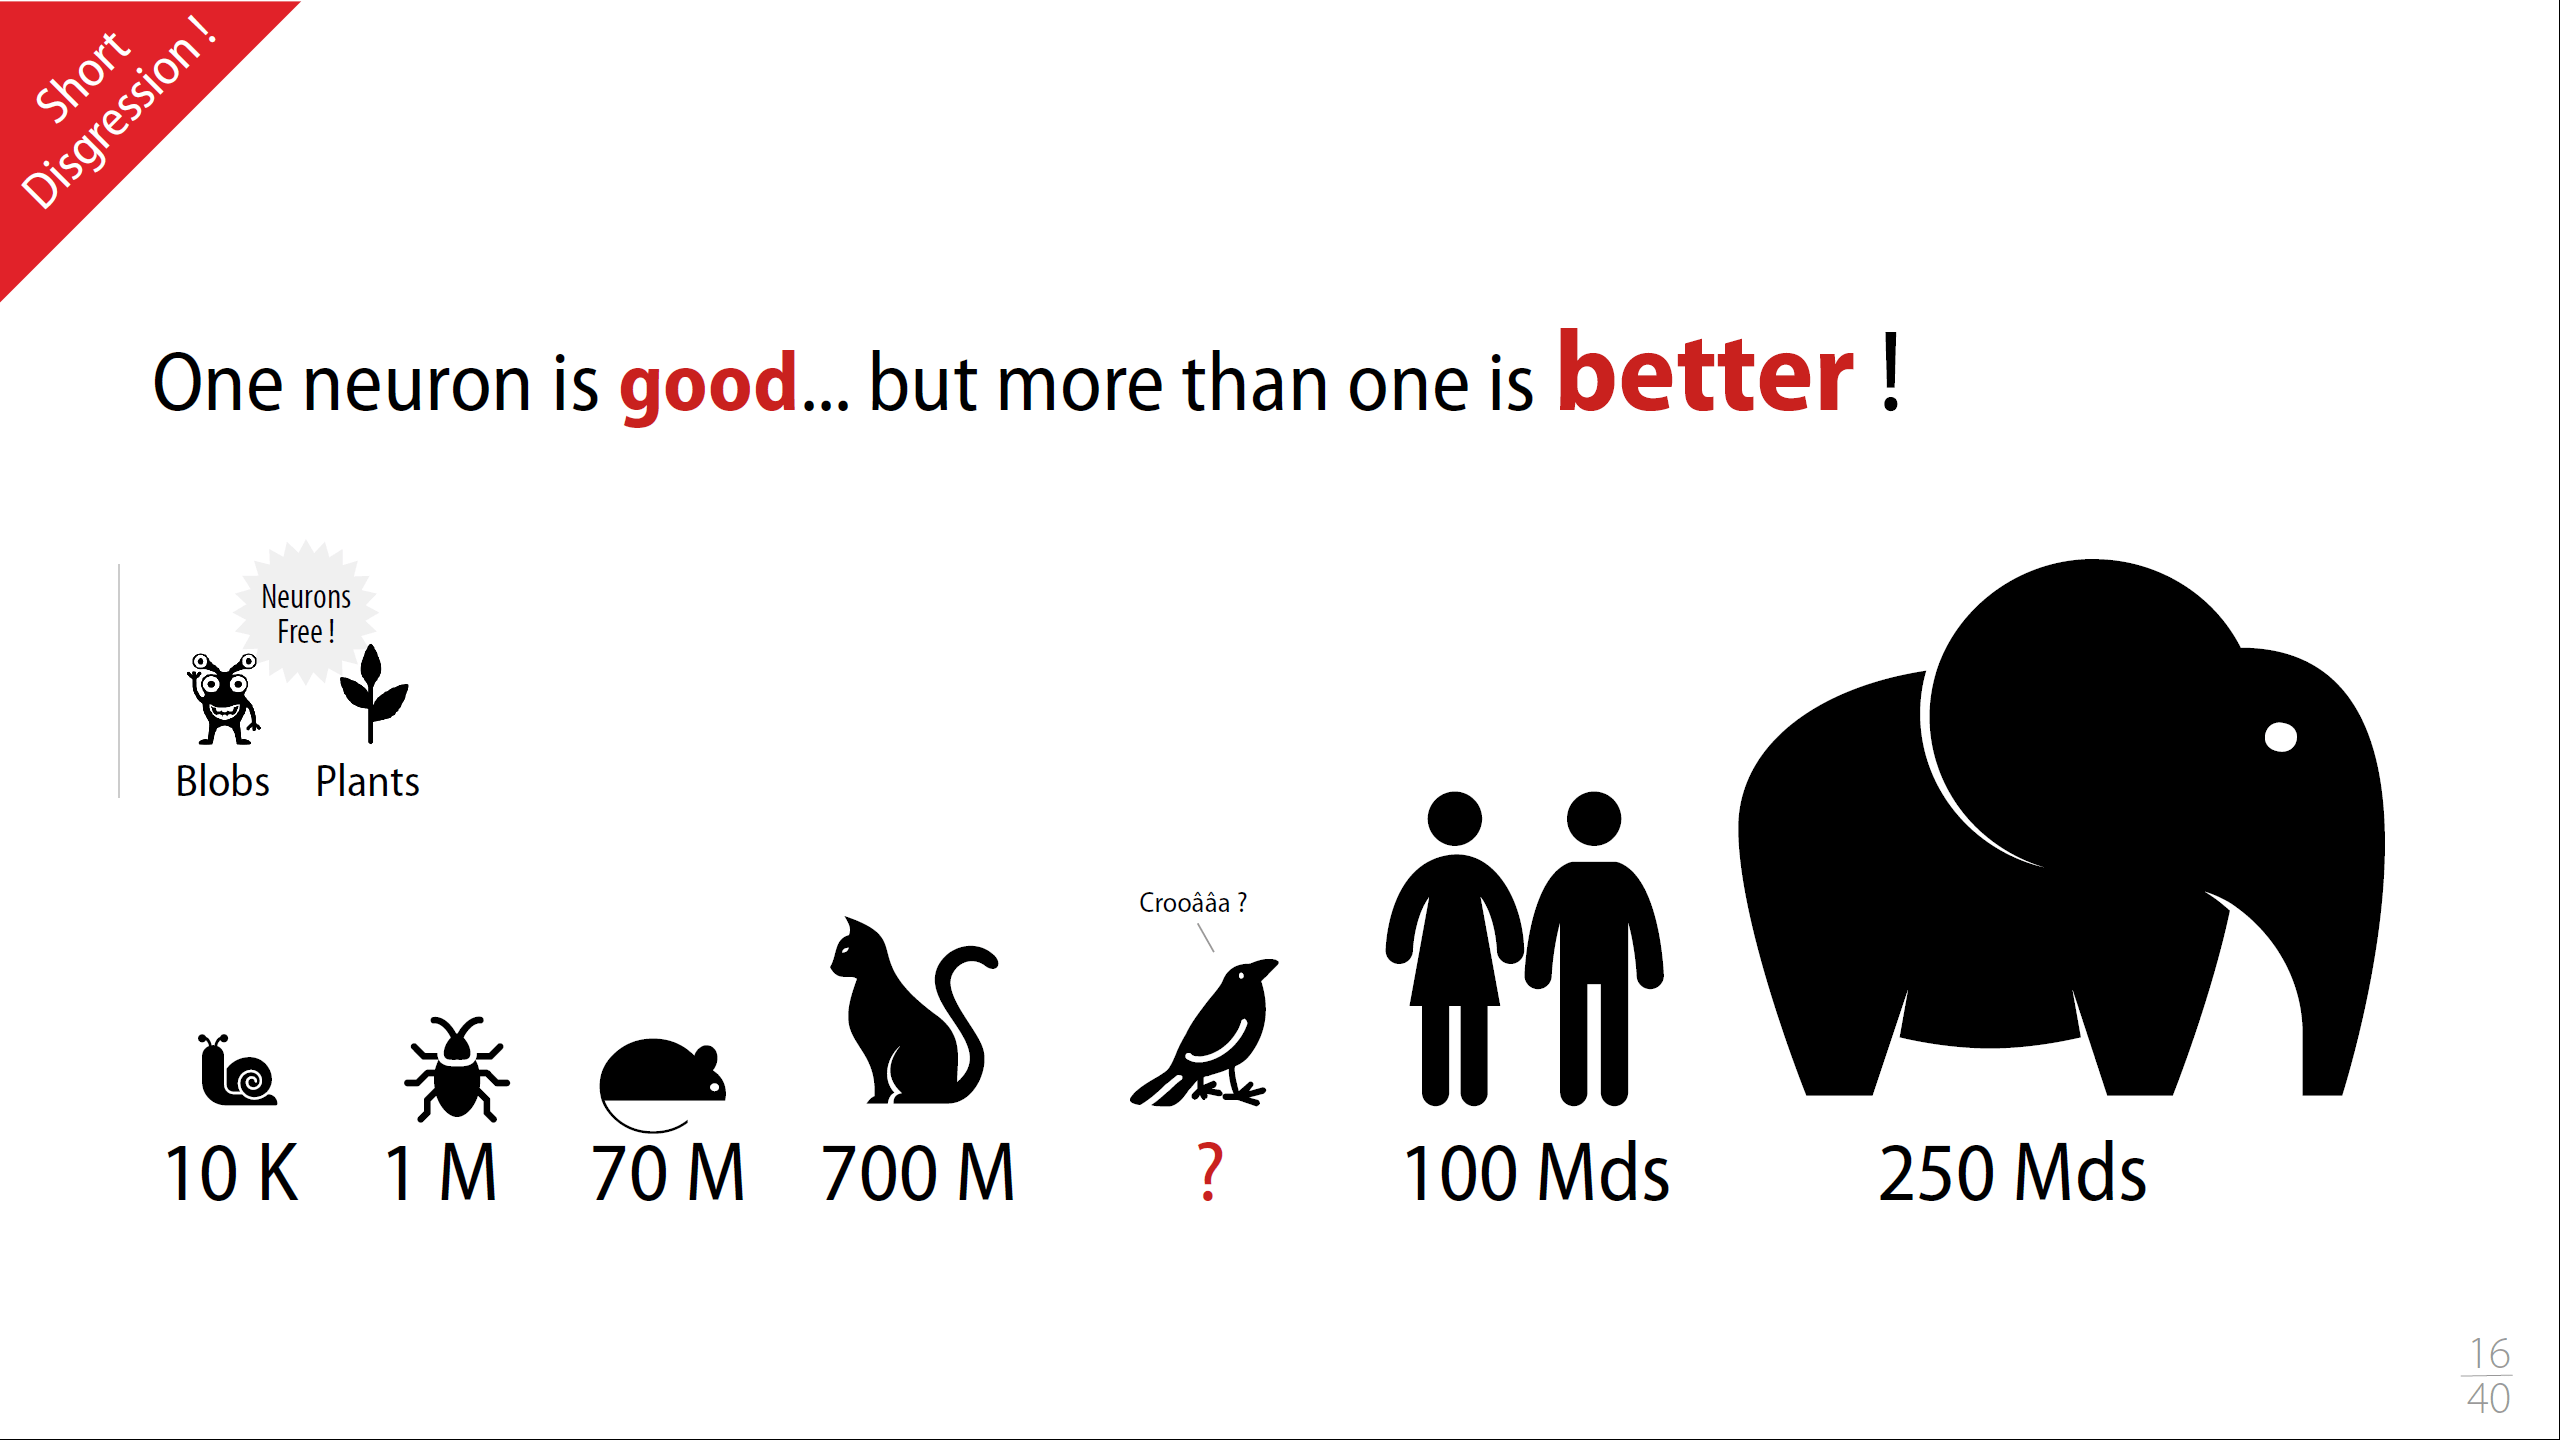 Short
Disgression !
One neuron is good... but more than one is better !
Neurons
Free !
Blobs Plants
Crooââa ?
10 K 1 M 70 M 700 M ? 100 Mds 250 Mds
16
40